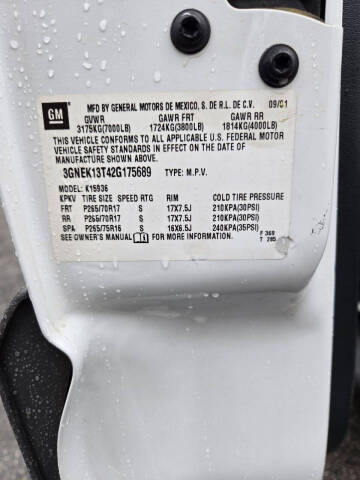 GM
MFD BY GENERAL MOTORS DE MEXICO, S. DE R.L. DE C.V. 09/01
GVWR GAWR FRT GAWR RR
3175KG(7000LB) 1724KG(3800LB) 1814KG(4000LB)
THIS VEHICLE CONFORMS TO ALL APPLICABLE U.S. FEDERAL MOTOR
VEHICLE SAFETY STANDARDS IN EFFECT ON THE DATE OF
MANUFACTURE SHOWN ABOVE.
3GNEK13T42G175689 TYPE: M.P.V.
MODEL: K15936
KPKV TIRE SIZE SPEED RTG RIM COLD TIRE PRESSURE
FRT P265/70R17 S 17X7.5J 210KPA(30PSI)
RR P265/70R17 S 17X7.5J 210KPA(30PSI)
SPA P265/75R16 S 16X6.5J 240KPA(35PSI)
SEE OWNER'S MANUAL FOR MORE INFORMATION F 369
T 285